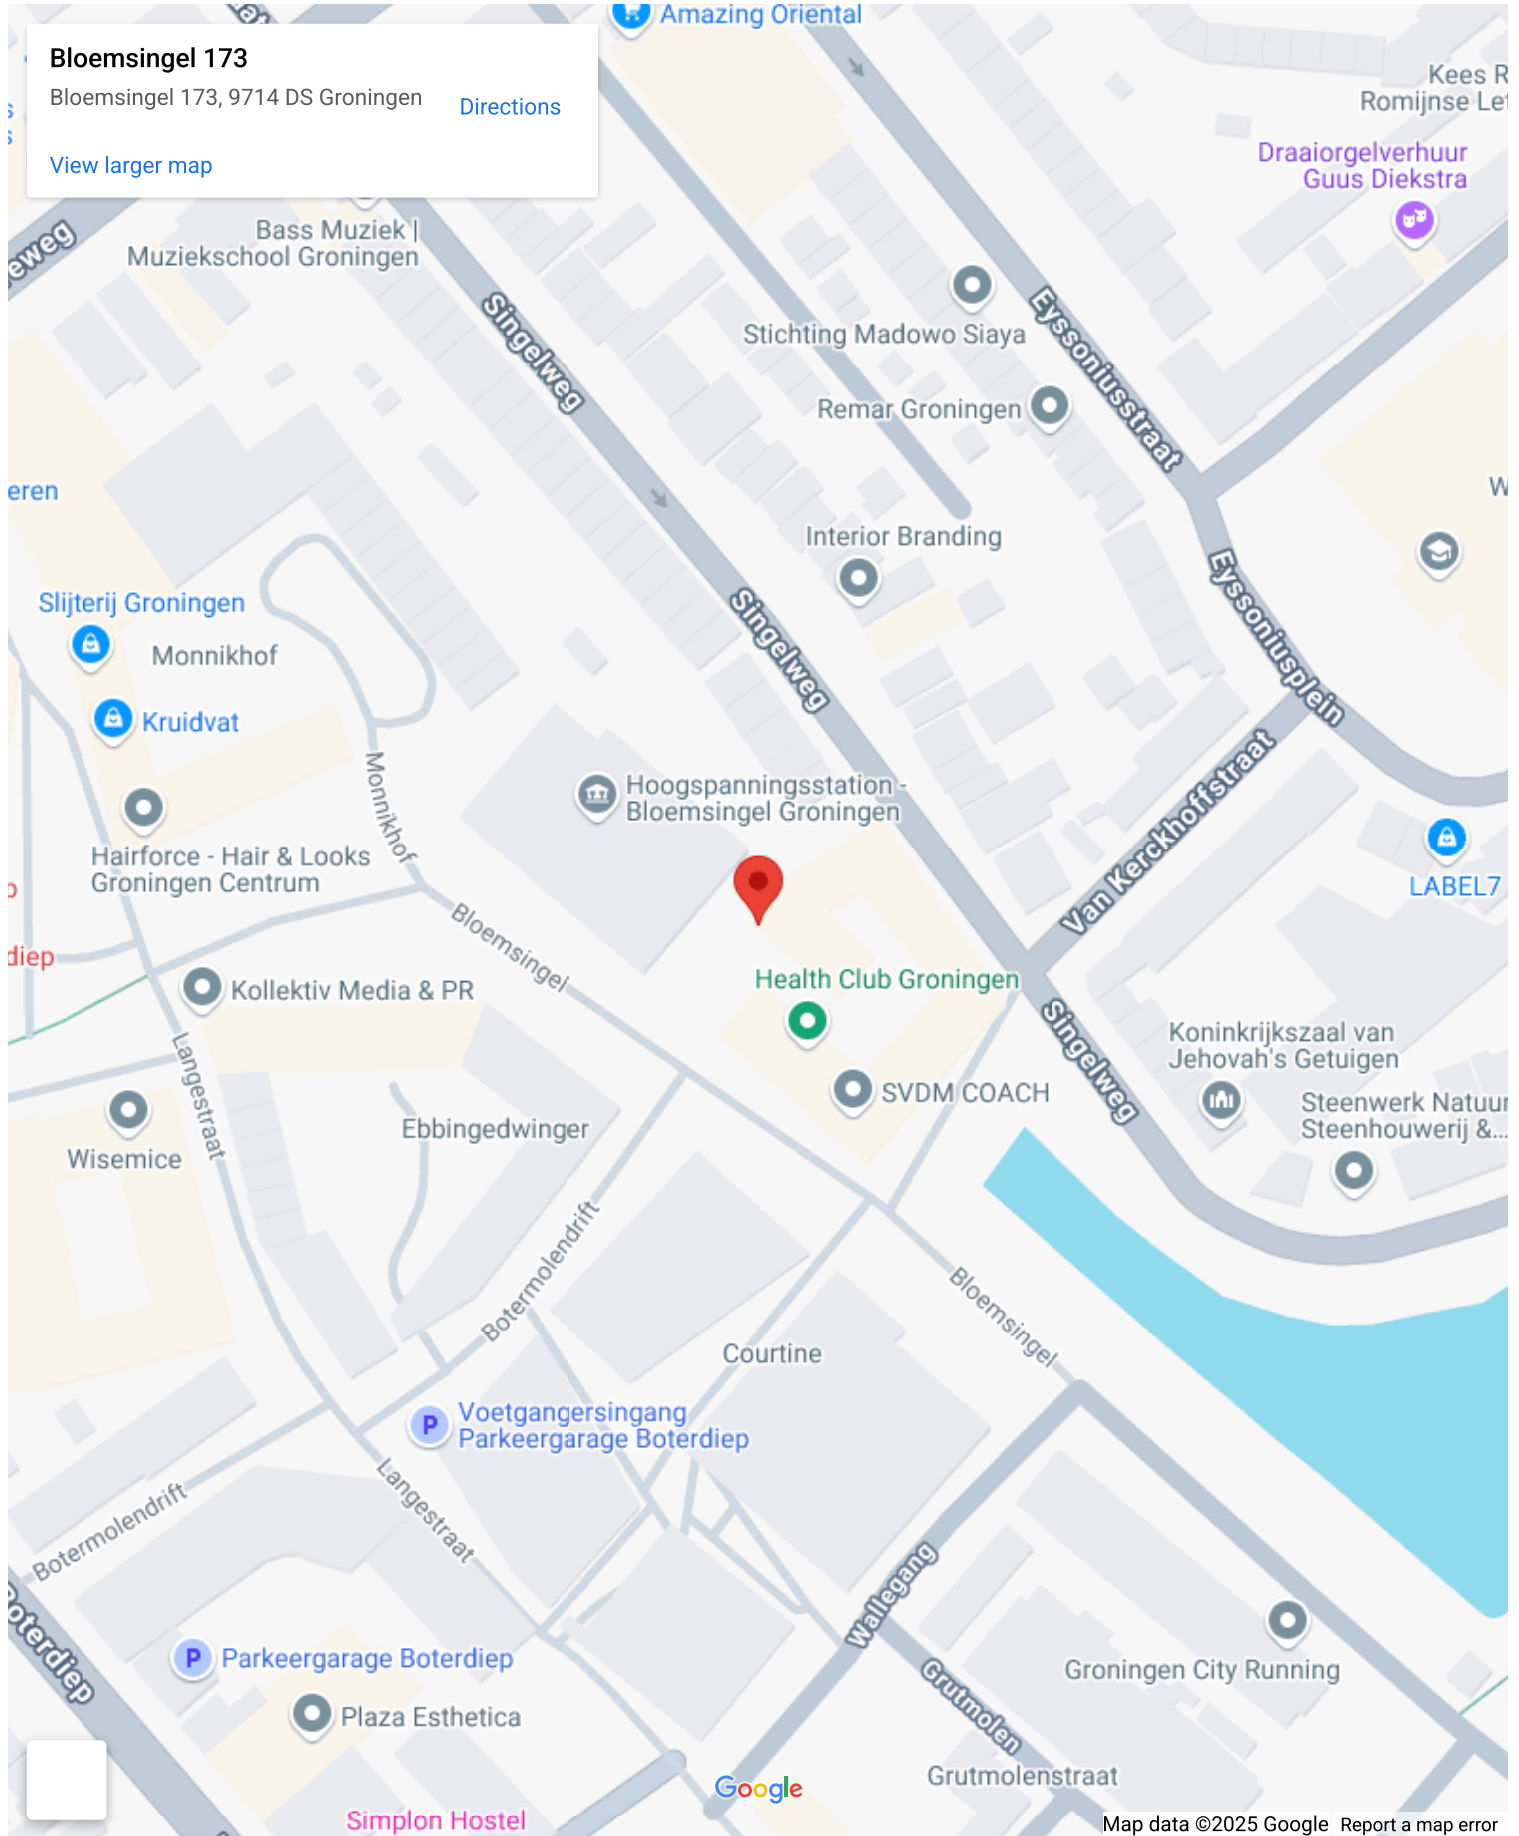 Amazing Oriental
Bloemsingel 173
Bloemsingel 173, 9714 DS Groningen
Directions
View larger map
Kees R
Romijnse Let
Draaiorgelverhuur
Guus Diekstra
eweg
Bass Muziek |
Muziekschool Groningen
Singelweg
Stichting Madowo Siaya
Eyssoniusstraat
Remar Groningen
eren
W
Interior Branding
Slijterij Groningen
Monnikhof
Singelweg
Eyssoniusplein
Kruidvat
Monnikhof
Hoogspanningsstation -
Bloemsingel Groningen
Van Kerckhoffstraat
Hairforce - Hair & Looks
Groningen Centrum
LABEL7
Bloemsingel
diep
Health Club Groningen
Kollektiv Media & PR
Singelweg
Koninkrijkszaal van
Jehovah's Getuigen
Langestraat
SVDM COACH
Steenwerk Natuur
Steenhouwerij &...
Ebbingedwinger
Wisemice
Botermolendrift
Bloemsingel
Courtine
Voetgangersingang
Parkeergarage Boterdiep
P
Langestraat
Botermolendrift
Wallegang
Boterdiep
P
Parkeergarage Boterdiep
Groningen City Running
Grutmolen
Plaza Esthetica
Grutmolenstraat
Google
Simplon Hostel
Map data ©2025 Google
Report a map error